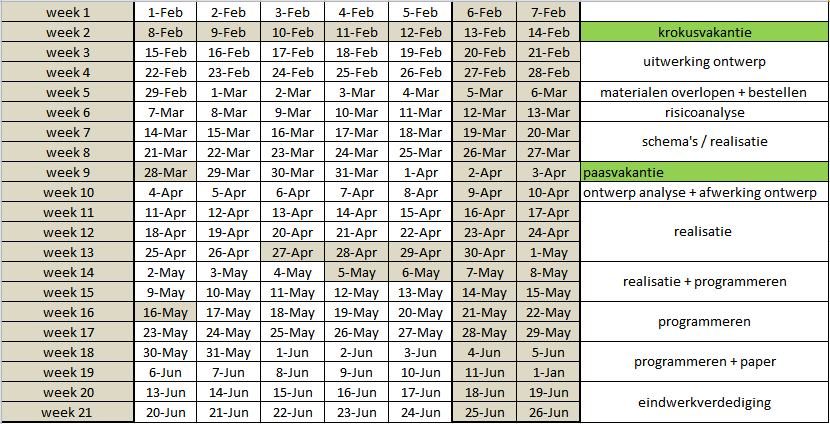 week 1 1-Feb 2-Feb 3-Feb 4-Feb 5-Feb 6-Feb 7-Feb
week 2 8-Feb 9-Feb 10-Feb 11-Feb 12-Feb 13-Feb 14-Feb krokusvakantie
week 3 15-Feb 16-Feb 17-Feb 18-Feb 19-Feb 20-Feb 21-Feb
uitwerking ontwerp
week 4 22-Feb 23-Feb 24-Feb 25-Feb 26-Feb 27-Feb 28-Feb
week 5 29-Feb 1-Mar 2-Mar 3-Mar 4-Mar 5-Mar 6-Mar materialen overlopen + bestellen
week 6 7-Mar 8-Mar 9-Mar 10-Mar 11-Mar 12-Mar 13-Mar risicoanalyse
week 7 14-Mar 15-Mar 16-Mar 17-Mar 18-Mar 19-Mar 20-Mar
schema's / realisatie
week 8 21-Mar 22-Mar 23-Mar 24-Mar 25-Mar 26-Mar 27-Mar
week 9 28-Mar 29-Mar 30-Mar 31-Mar 1-Apr 2-Apr 3-Apr paasvakantie
week 10 4-Apr 5-Apr 6-Apr 7-Apr 8-Apr 9-Apr 10-Apr ontwerp analyse + afwerking ontwerp
week 11 11-Apr 12-Apr 13-Apr 14-Apr 15-Apr 16-Apr 17-Apr
week 12 18-Apr 19-Apr 20-Apr 21-Apr 22-Apr 23-Apr 24-Apr realisatie
week 13 25-Apr 26-Apr 27-Apr 28-Apr 29-Apr 30-Apr 1-May
week 14 2-May 3-May 4-May 5-May 6-May 7-May 8-May
realisatie + programmeren
week 15 9-May 10-May 11-May 12-May 13-May 14-May 15-May
week 16 16-May 17-May 18-May 19-May 20-May 21-May 22-May
programmeren
week 17 23-May 24-May 25-May 26-May 27-May 28-May 29-May
week 18 30-May 31-May 1-Jun 2-Jun 3-Jun 4-Jun 5-Jun
programmeren + paper
week 19 6-Jun 7-Jun 8-Jun 9-Jun 10-Jun 11-Jun 1-Jan
week 20 13-Jun 14-Jun 15-Jun 16-Jun 17-Jun 18-Jun 19-Jun
eindwerkverdediging
week 21 20-Jun 21-Jun 22-Jun 23-Jun 24-Jun 25-Jun 26-Jun